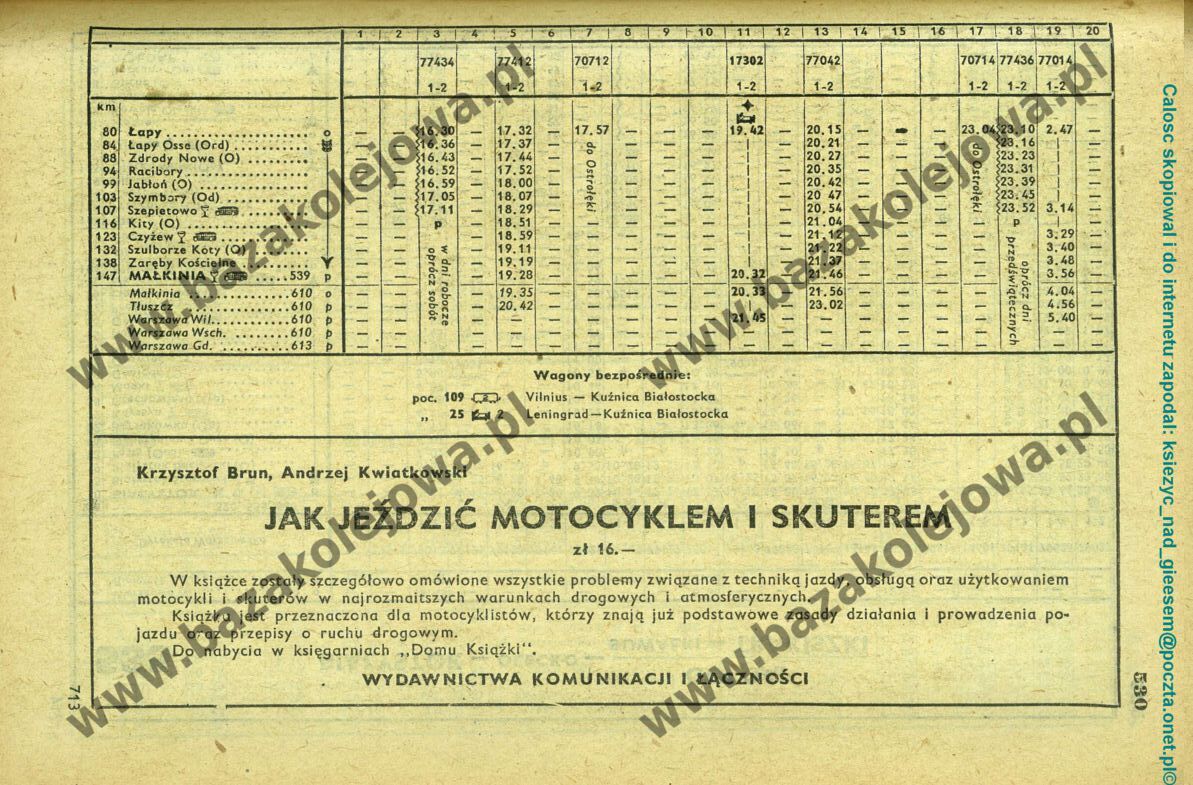 1 2 3 4 5 6 7 8 9 10 11 12 13 14 15 16 17 18 19 20
77434 77412 70712 17302 77042 70714 77436 77014
1-2 1-2 1-2 1-2 1-2 1-2 1-2 1-2
km
80 Łapy o 16.30 — 17.32 — 17.57 19.42 — 20.15 23.04 23.10 2.47
84 Łapy Osse (Ord) 16.36 — 17.37 20.21 23.16
88 Zdrody Nowe (O) 16.43 — 17.44 20.27 23.23
94 Racibory 16.52 — 17.52 20.35 23.31
99 Jabłoń (O) 16.59 — 18.00 20.42 23.39
103 Szymbory (Od) 17.05 — 18.07 20 47 23.45
107 Szepietowo 17.11 — 18.29 20.54 23.52 3.14
116 Kity (O) p 18.51 21.04 p
123 Czyżew 18.59 21.12 3.29
132 Szulborze Koty (O) 19.11 21.22 3.40
138 Zaręby Kościelne 19.19 21.37 3.48
147 MAŁKINIA 539 p 19.28 20.32 21.46 3.56
Małkinia 610 o 19.35 20.33 21.56 4.04
Tłuszcz 610 p 20.42 23.02 4.56
Warszawa Wil. 610 p 21.45 5.40
Warszawa Wsch. 610 p
Warszawa Gd. 613 p
w dni robocze
oprócz sobót
do Ostrołęki
do Ostrołęki
oprócz dni
przedświątecznych
Wagony bezpośrednie:
poc. 109 2 Vilnius — Kuźnica Białostocka
„ 25 2 Leningrad—Kuźnica Białostocka
Krzysztof Brun, Andrzej Kwiatkowski
JAK JEŹDZIĆ MOTOCYKLEM I SKUTEREM
zł 16.—
W książce zostały szczegółowo omówione wszystkie problemy związane z techniką jazdy, obsługą oraz użytkowaniem
motocykli i skuterów w najrozmaitszych warunkach drogowych i atmosferycznych.
Książka jest przeznaczona dla motocyklistów, którzy znają już podstawowe zasady działania i prowadzenia po-
jazdu oraz przepisy o ruchu drogowym.
Do nabycia w księgarniach „Domu Książki".
WYDAWNICTWA KOMUNIKACJI I ŁĄCZNOŚCI
713
530
www.bazakolejowa.pl
www.bazakolejowa.pl
www.bazakolejowa.pl
www.bazakolejowa.pl
Calosc skopiowal i do internetu zapodal: ksiezyc_nad_gieesem@poczta.onet.pl©